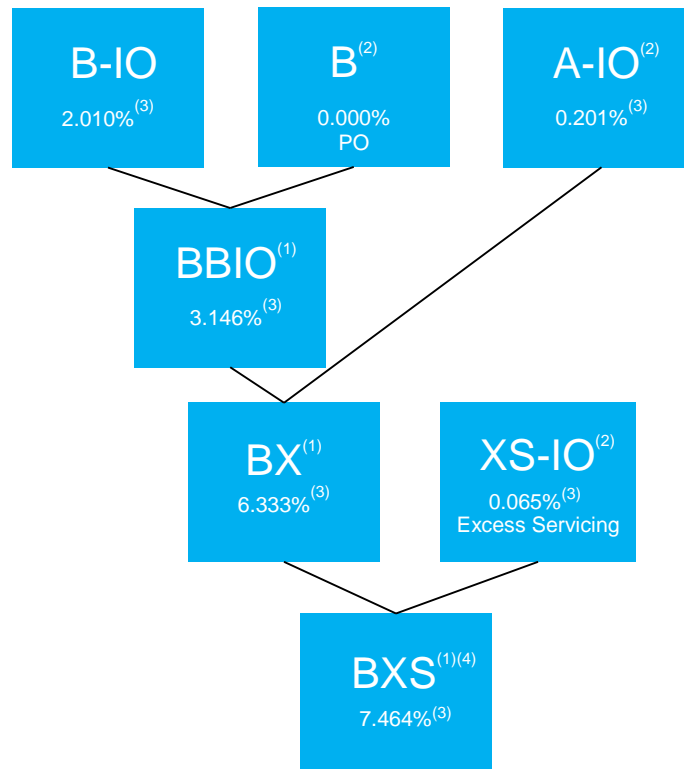 B-IO
2.010%(3)
B(2)
0.000%
PO
A-IO(2)
0.201%(3)
BBIO(1)
3.146%(3)
BX(1)
6.333%(3)
XS-IO(2)
0.065%(3)
Excess Servicing
BXS(1)(4)
7.464%(3)